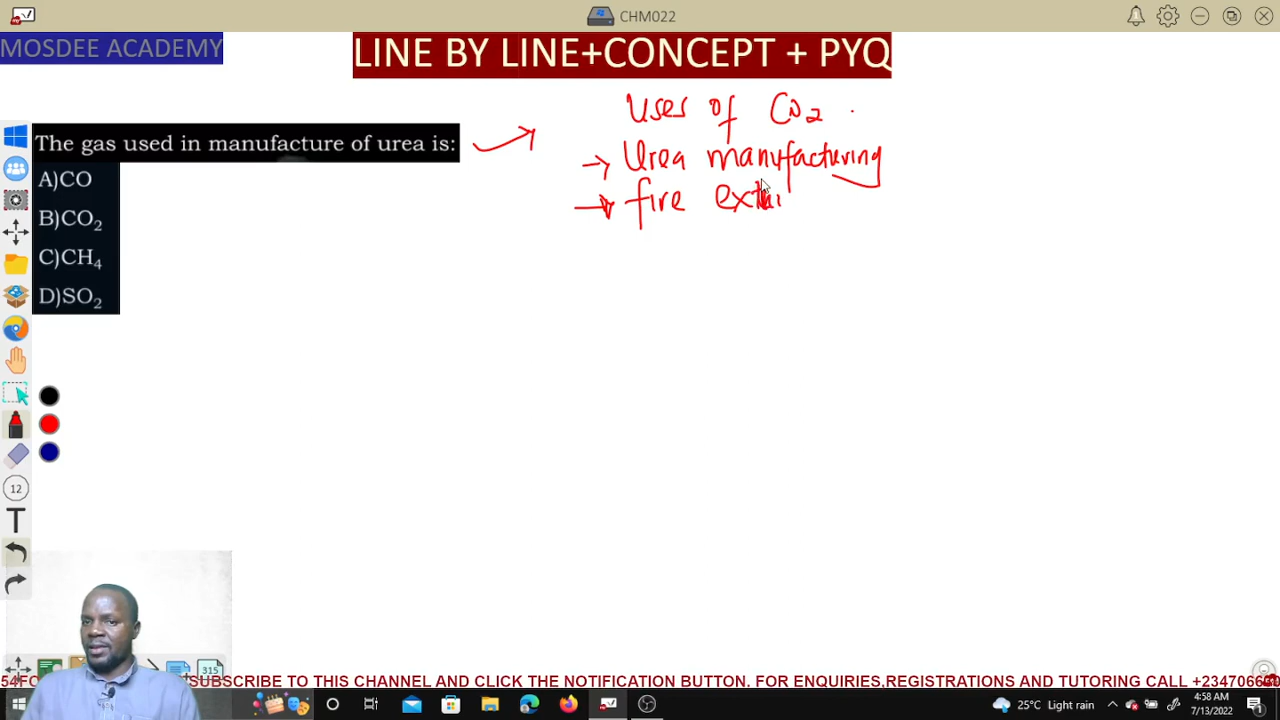 CHM022
MOSDEE ACADEMY
LINE BY LINE+CONCEPT + PYQ
Uses of CO2
The gas used in manufacture of urea is:
→ Urea manufacturing
A)CO
→ fire
B)CO2
C)CH4
D)SO2
12
T
315
SUBSCRIBE TO THIS CHANNEL AND CLICK THE NOTIFICATION BUTTON. FOR ENQUIRIES,REGISTRATIONS AND TUTORING CALL
25°C Light rain
4:58 AM
7/13/2022